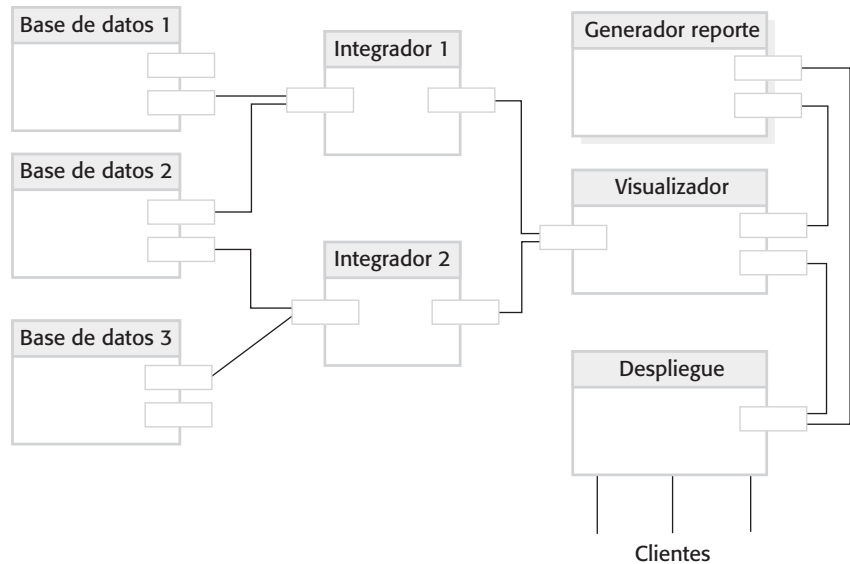 Base de datos 1
Integrador 1
Generador reporte
Base de datos 2
Visualizador
Integrador 2
Base de datos 3
Despliegue
Clientes